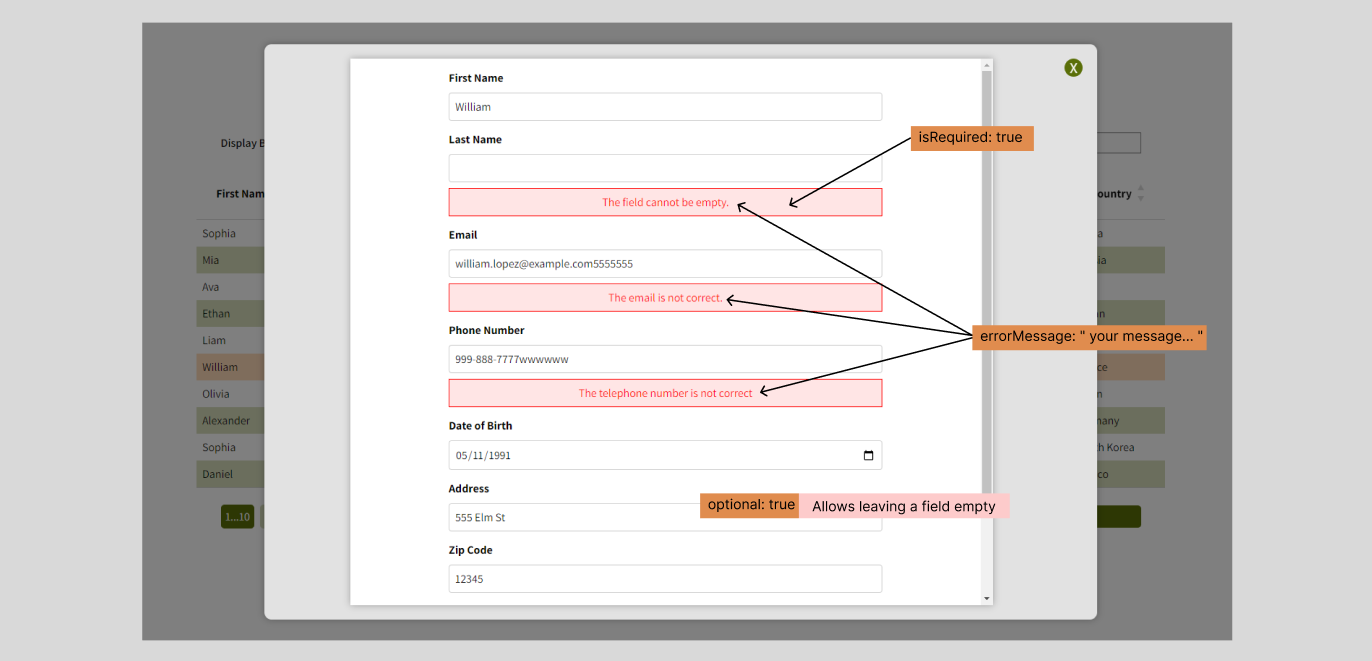 First Name
X
William
isRequired: true
Last Name
Display B
First Nam
ountry
The field cannot be empty.
Email
Sophia
a
Mia
william.lopez@example.com5555555
ia
Ava
The email is not correct.
Ethan
n
Phone Number
errorMessage: " your message... "
Liam
999-888-7777wwwwww
William
ce
Olivia
The telephone number is not correct
n
Alexander
Date of Birth
many
Sophia
05/11/1991
h Korea
Daniel
co
Address
optional: true
Allows leaving a field empty
1...10
555 Elm St
Zip Code
12345